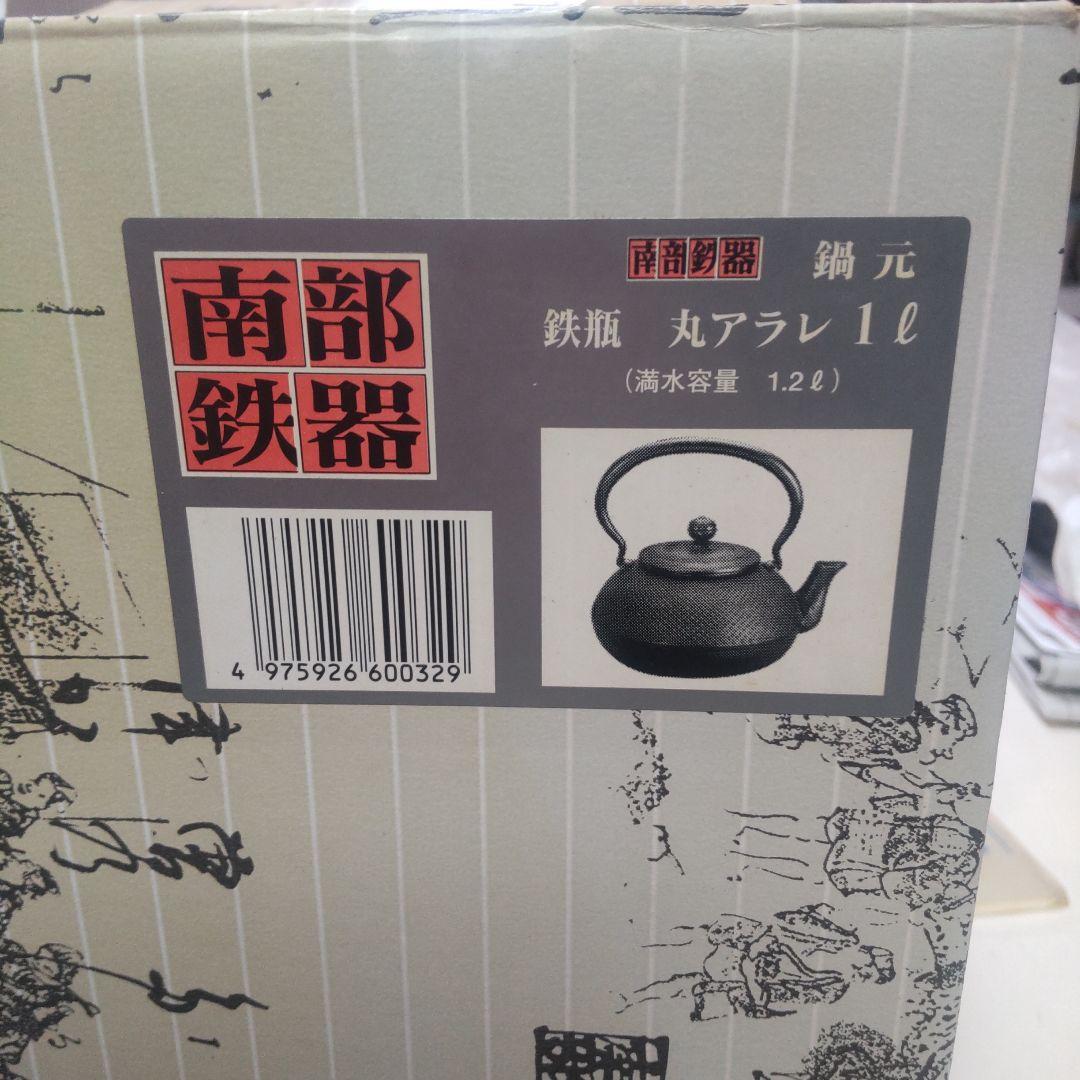 南部
鉄器
南部鉄器 鍋元
鉄瓶 丸アラレ 1ℓ
（満水容量 1.2ℓ）
4 975926 600329